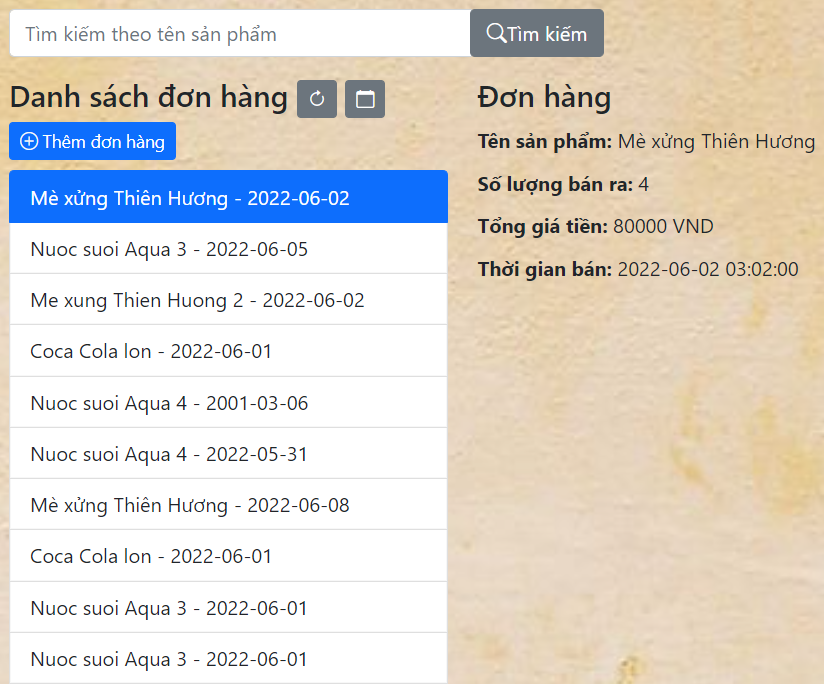 Tìm kiếm theo tên sản phẩm
Tìm kiếm
Danh sách đơn hàng
Thêm đơn hàng
Mè xửng Thiên Hương - 2022-06-02
Nuoc suoi Aqua 3 - 2022-06-05
Me xung Thien Huong 2 - 2022-06-02
Coca Cola lon - 2022-06-01
Nuoc suoi Aqua 4 - 2001-03-06
Nuoc suoi Aqua 4 - 2022-05-31
Mè xửng Thiên Hương - 2022-06-08
Coca Cola lon - 2022-06-01
Nuoc suoi Aqua 3 - 2022-06-01
Nuoc suoi Aqua 3 - 2022-06-01
Đơn hàng
Tên sản phẩm: Mè xửng Thiên Hương
Số lượng bán ra: 4
Tổng giá tiền: 80000 VND
Thời gian bán: 2022-06-02 03:02:00